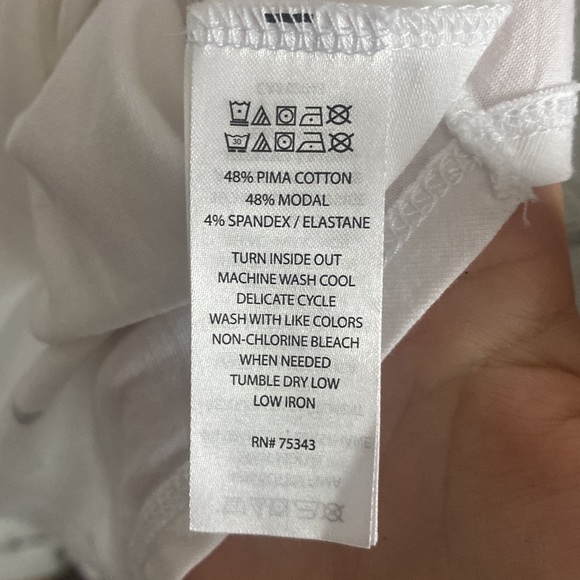 30
48% PIMA COTTON
48% MODAL
4% SPANDEX / ELASTANE
TURN INSIDE OUT
MACHINE WASH COOL
DELICATE CYCLE
WASH WITH LIKE COLORS
NON-CHLORINE BLEACH
WHEN NEEDED
TUMBLE DRY LOW
LOW IRON
RN# 75343